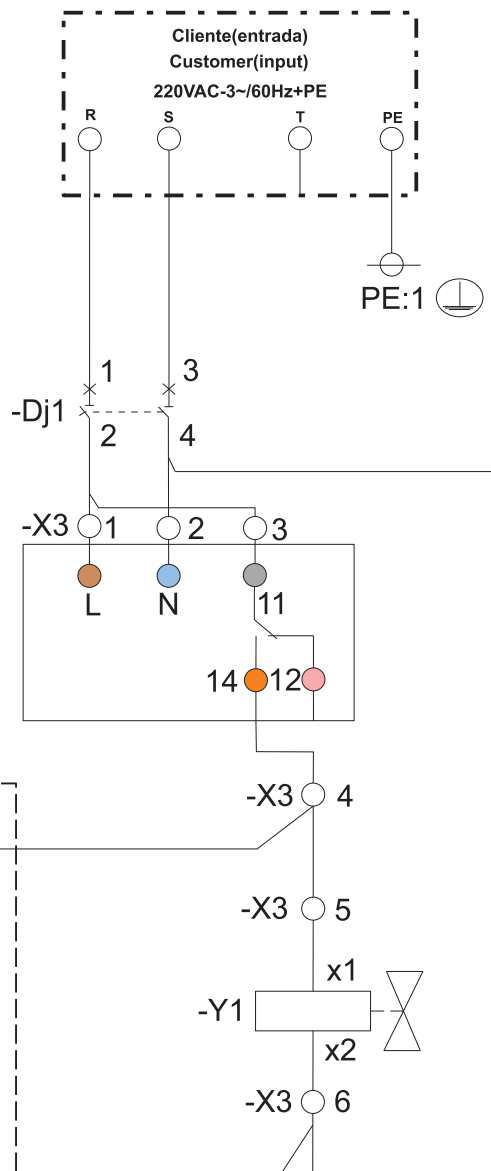 Cliente(entrada)
Customer(input)
220VAC-3~/60Hz+PE
R S T PE
PE:1
1 3
-Dj1
2 4
-X3 1 2 3
L N 11
14 12
-X3 4
-X3 5
x1
-Y1
x2
-X3 6